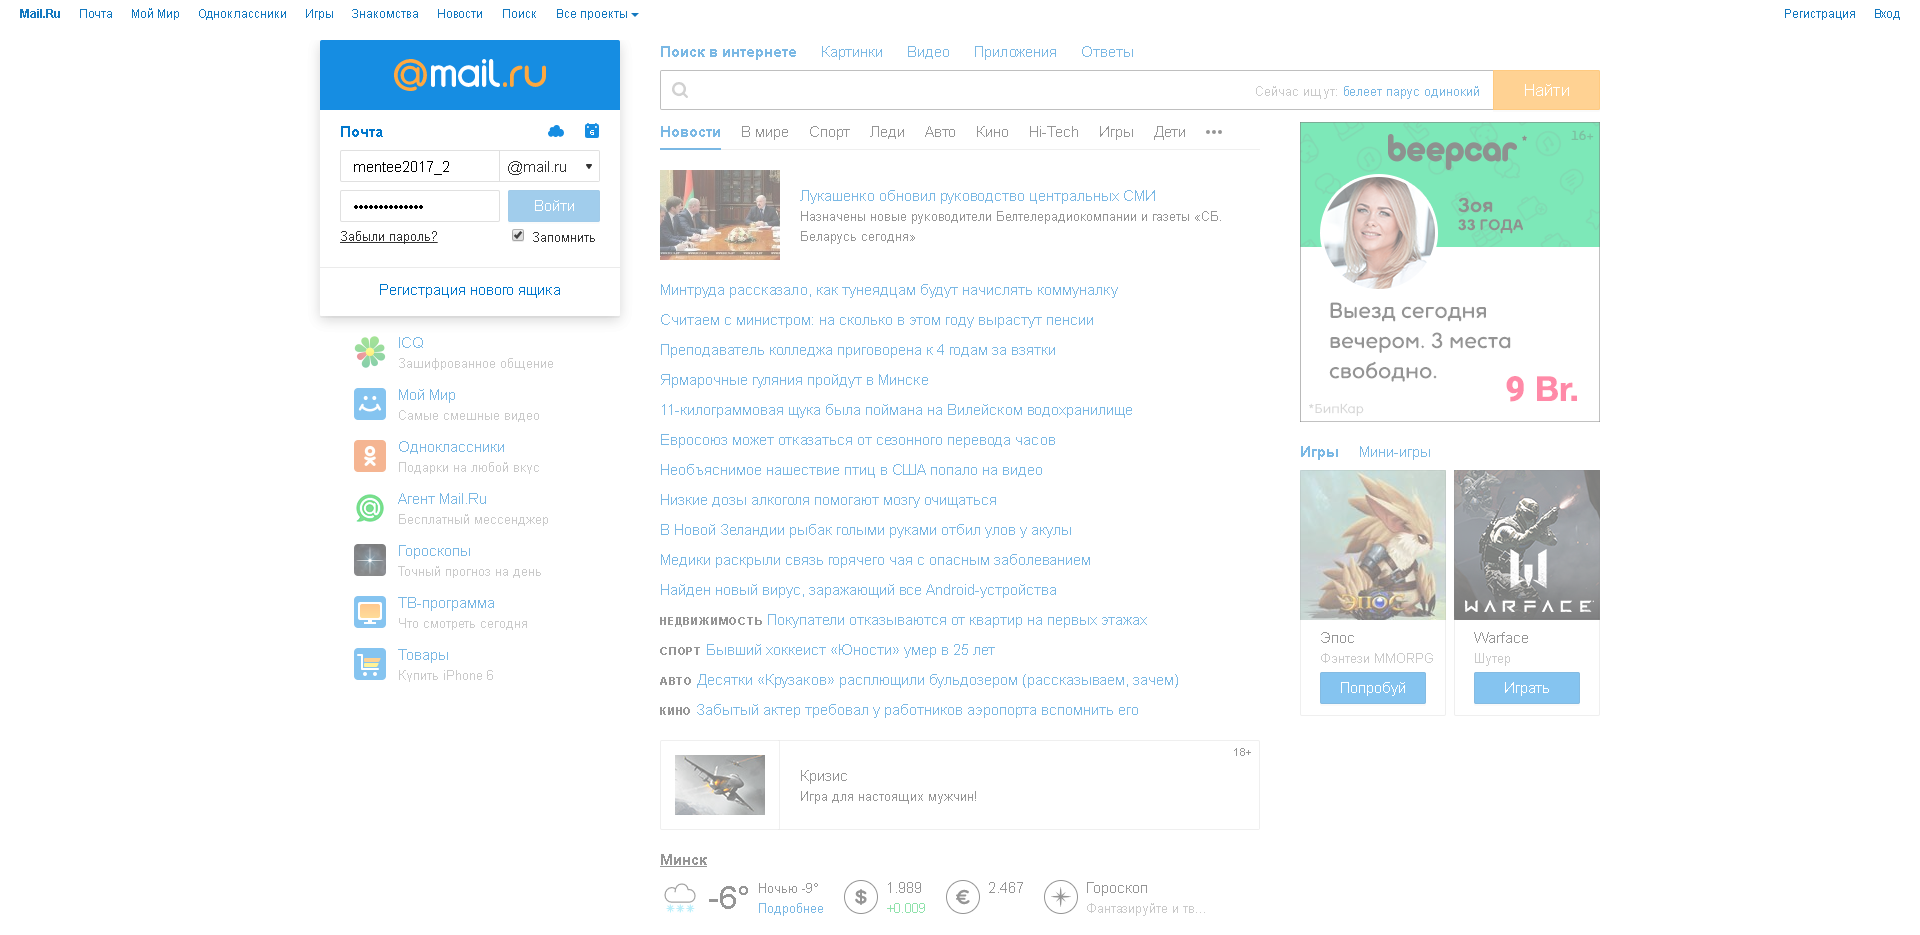 Mail.Ru Почта Мой Мир Одноклассники Игры Знакомства Новости Поиск Все проекты Регистрация Вход
@mail.ru
Почта
6
mentee2017_2 @mail.ru
Войти
Забыли пароль? Запомнить
Регистрация нового ящика
ICQ
Зашифрованное общение
Мой Мир
Самые смешные видео
Одноклассники
Подарки на любой вкус
Агент Mail.Ru
Бесплатный мессенджер
Гороскопы
Точный прогноз на день
ТВ-программа
Что смотреть сегодня
Товары
Купить iPhone 6
Поиск в интернете Картинки Видео Приложения Ответы
Сейчас ищут: белеет парус одинокий Найти
Новости В мире Спорт Леди Авто Кино Hi-Tech Игры Дети •••
Лукашенко обновил руководство центральных СМИ
Назначены новые руководители Белтелерадиокомпании и газеты «СБ.
Беларусь сегодня»
Минтруда рассказало, как тунеядцам будут начислять коммуналку
Считаем с министром: на сколько в этом году вырастут пенсии
Преподаватель колледжа приговорена к 4 годам за взятки
Ярмарочные гуляния пройдут в Минске
11-килограммовая щука была поймана на Вилейском водохранилище
Евросоюз может отказаться от сезонного перевода часов
Необъяснимое нашествие птиц в США попало на видео
Низкие дозы алкоголя помогают мозгу очищаться
В Новой Зеландии рыбак голыми руками отбил улов у акулы
Медики раскрыли связь горячего чая с опасным заболеванием
Найден новый вирус, заражающий все Android-устройства
НЕДВИЖИМОСТЬ Покупатели отказываются от квартир на первых этажах
СПОРТ Бывший хоккеист «Юности» умер в 25 лет
АВТО Десятки «Крузаков» расплющили бульдозером (рассказываем, зачем)
КИНО Забытый актер требовал у работников аэропорта вспомнить его
18+
Кризис
Игра для настоящих мужчин!
Минск
-6° Ночью -9° $ 1.989 € 2.467 Гороскоп
Подробнее +0.009 Фантазируйте и тв...
16+
beepcar*
Зоя
33 ГОДА
Выезд сегодня
вечером. 3 места
свободно.
9 Br.
*БипКар
Игры Мини-игры
ЭПОС
WARFACE
Эпос
Фэнтези MMORPG
Попробуй
Warface
Шутер
Играть